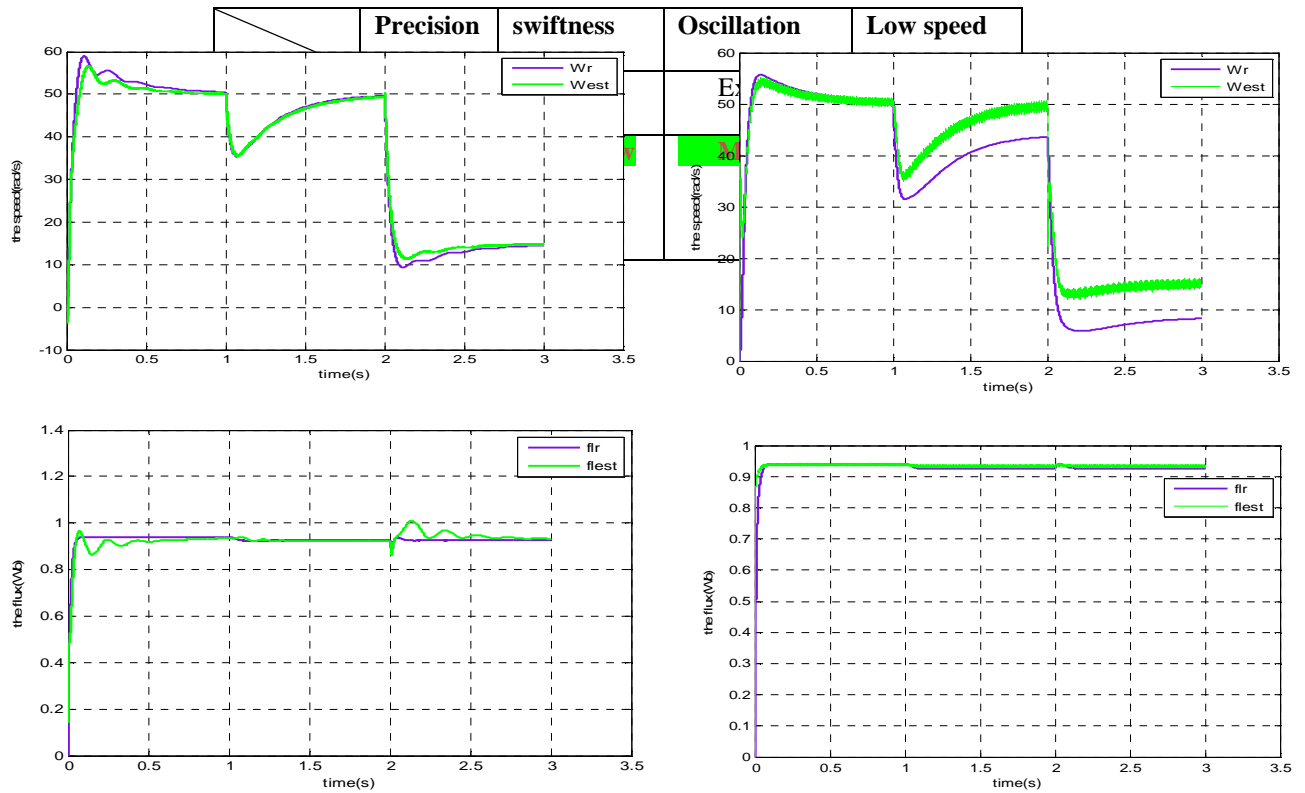 Precision swiftness Oscillation Low speed
Ex
w
M
60
50
40
30
20
10
0
-10
the speed(rad/s)
Wr
West
0 0.5 1 1.5 2 2.5 3 3.5
time(s)
60
50
40
30
20
10
0
the speed(rad/s)
Wr
West
0 0.5 1 1.5 2 2.5 3 3.5
time(s)
1.4
1.2
1
0.8
0.6
0.4
0.2
0
the flux(Wb)
flr
flest
0 0.5 1 1.5 2 2.5 3 3.5
time(s)
1
0.9
0.8
0.7
0.6
0.5
0.4
0.3
0.2
0.1
0
the flux(Wb)
flr
flest
0 0.5 1 1.5 2 2.5 3 3.5
time(s)